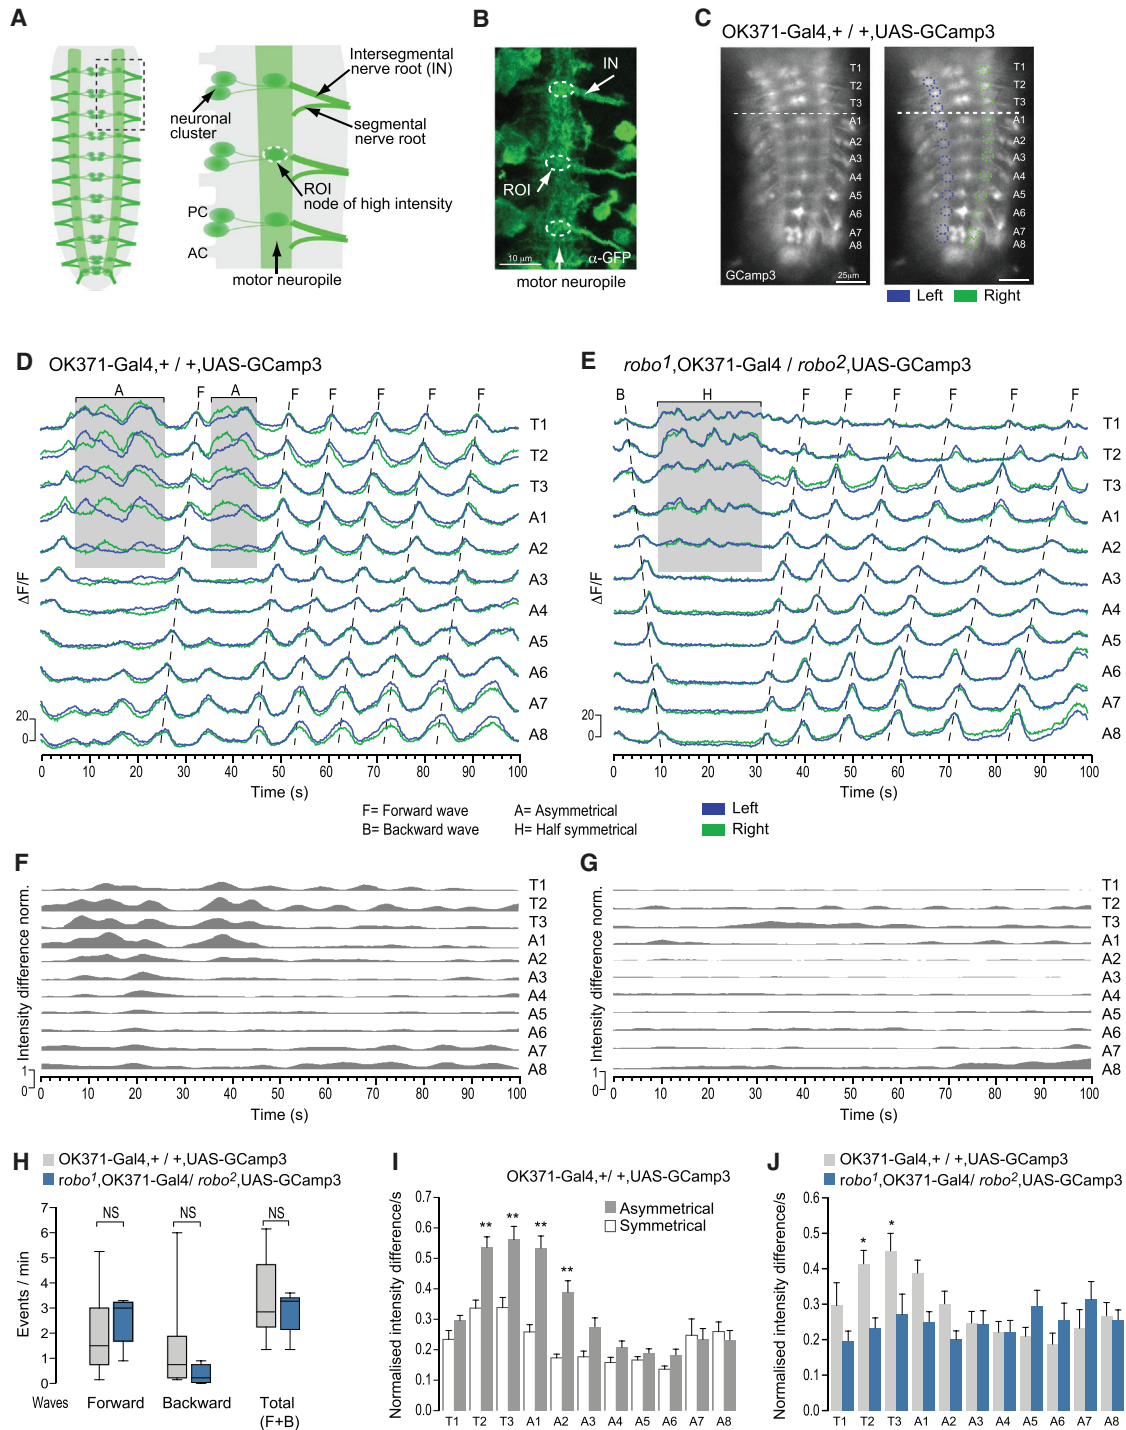 A
Intersegmental
nerve root (IN)
neuronal
cluster
segmental
nerve root
ROI
node of high intensity
PC
AC
motor neuropile
B
IN
ROI
10 µm
α-GFP
motor neuropile
C
OK371-Gal4,+ / +,UAS-GCamp3
T1
T2
T3
A1
A2
A3
A4
A5
A6
A7
A8
GCamp3
25µm
T1
T2
T3
A1
A2
A3
A4
A5
A6
A7
A8
Left
Right
D
OK371-Gal4,+ / +,UAS-GCamp3
A
F
A
F
F
F
F
F
T1
T2
T3
A1
A2
A3
A4
A5
A6
A7
A8
ΔF/F
20
0
0 10 20 30 40 50 60 70 80 90 100
Time (s)
E
robo1,OK371-Gal4 / robo2,UAS-GCamp3
B
H
F
F
F
F
F
F
T1
T2
T3
A1
A2
A3
A4
A5
A6
A7
A8
ΔF/F
20
0
0 10 20 30 40 50 60 70 80 90 100
Time (s)
F= Forward wave
A= Asymmetrical
B= Backward wave
H= Half symmetrical
Left
Right
F
Intensity difference norm.
T1
T2
T3
A1
A2
A3
A4
A5
A6
A7
A8
1
0
0 10 20 30 40 50 60 70 80 90 100
Time (s)
G
Intensity difference norm.
T1
T2
T3
A1
A2
A3
A4
A5
A6
A7
A8
1
0
0 10 20 30 40 50 60 70 80 90 100
Time (s)
H
OK371-Gal4,+ / +,UAS-GCamp3
robo1,OK371-Gal4/ robo2,UAS-GCamp3
Events / min
7
6
5
4
3
2
1
0
NS
NS
NS
Waves
Forward
Backward
Total
(F+B)
I
OK371-Gal4,+/ +,UAS-GCamp3
Asymmetrical
Symmetrical
Normalised intensity difference/s
0.7
0.6
0.5
0.4
0.3
0.2
0.1
0.0
**
**
**
**
T1 T2 T3 A1 A2 A3 A4 A5 A6 A7 A8
J
OK371-Gal4,+ / +,UAS-GCamp3
robo1,OK371-Gal4/ robo2,UAS-GCamp3
Normalised intensity difference/s
0.6
0.5
0.4
0.3
0.2
0.1
0.0
*
*
T1 T2 T3 A1 A2 A3 A4 A5 A6 A7 A8